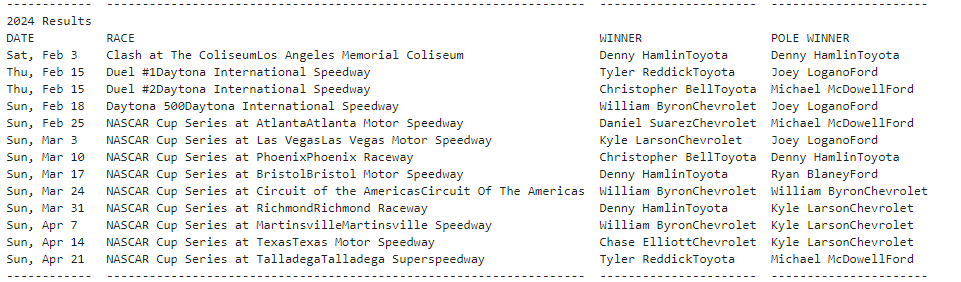 ------------  ----------------------------------------------------------------  ---------------------  ---------------------
2024 Results
DATE          RACE                                                              WINNER                 POLE WINNER
Sat, Feb 3    Clash at The ColiseumLos Angeles Memorial Coliseum                Denny HamlinToyota     Denny HamlinToyota
Thu, Feb 15   Duel #1Daytona International Speedway                             Tyler ReddickToyota    Joey LoganoFord
Thu, Feb 15   Duel #2Daytona International Speedway                             Christopher BellToyota  Michael McDowellFord
Sun, Feb 18   Daytona 500Daytona International Speedway                         William ByronChevrolet  Joey LoganoFord
Sun, Feb 25   NASCAR Cup Series at AtlantaAtlanta Motor Speedway                Daniel SuarezChevrolet  Michael McDowellFord
Sun, Mar 3    NASCAR Cup Series at Las VegasLas Vegas Motor Speedway            Kyle LarsonChevrolet   Joey LoganoFord
Sun, Mar 10   NASCAR Cup Series at PhoenixPhoenix Raceway                       Christopher BellToyota  Denny HamlinToyota
Sun, Mar 17   NASCAR Cup Series at BristolBristol Motor Speedway                Denny HamlinToyota     Ryan BlaneyFord
Sun, Mar 24   NASCAR Cup Series at Circuit of the AmericasCircuit Of The Americas  William ByronChevrolet  William ByronChevrolet
Sun, Mar 31   NASCAR Cup Series at RichmondRichmond Raceway                     Denny HamlinToyota     Kyle LarsonChevrolet
Sun, Apr 7    NASCAR Cup Series at MartinsvilleMartinsville Speedway            William ByronChevrolet  Kyle LarsonChevrolet
Sun, Apr 14   NASCAR Cup Series at TexasTexas Motor Speedway                    Chase ElliottChevrolet  Kyle LarsonChevrolet
Sun, Apr 21   NASCAR Cup Series at TalladegaTalladega Superspeedway             Tyler ReddickToyota    Michael McDowellFord
------------  ----------------------------------------------------------------  ---------------------  ---------------------